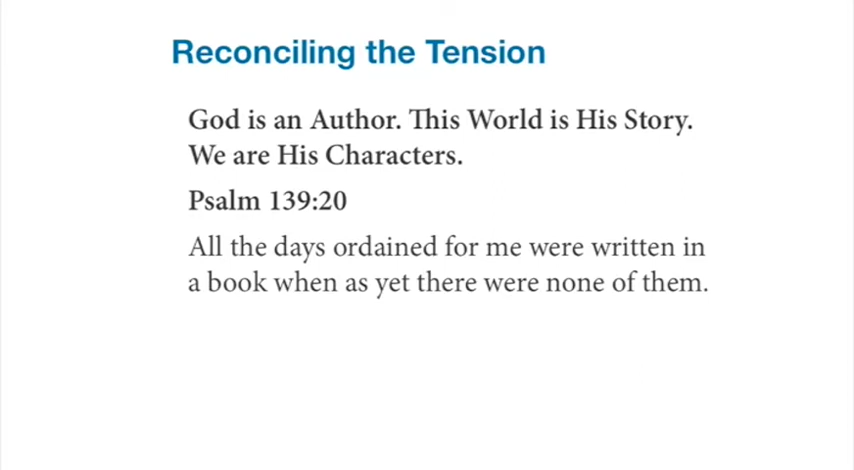 Reconciling the Tension
God is an Author. This World is His Story.
We are His Characters.
Psalm 139:20
All the days ordained for me were written in
a book when as yet there were none of them.